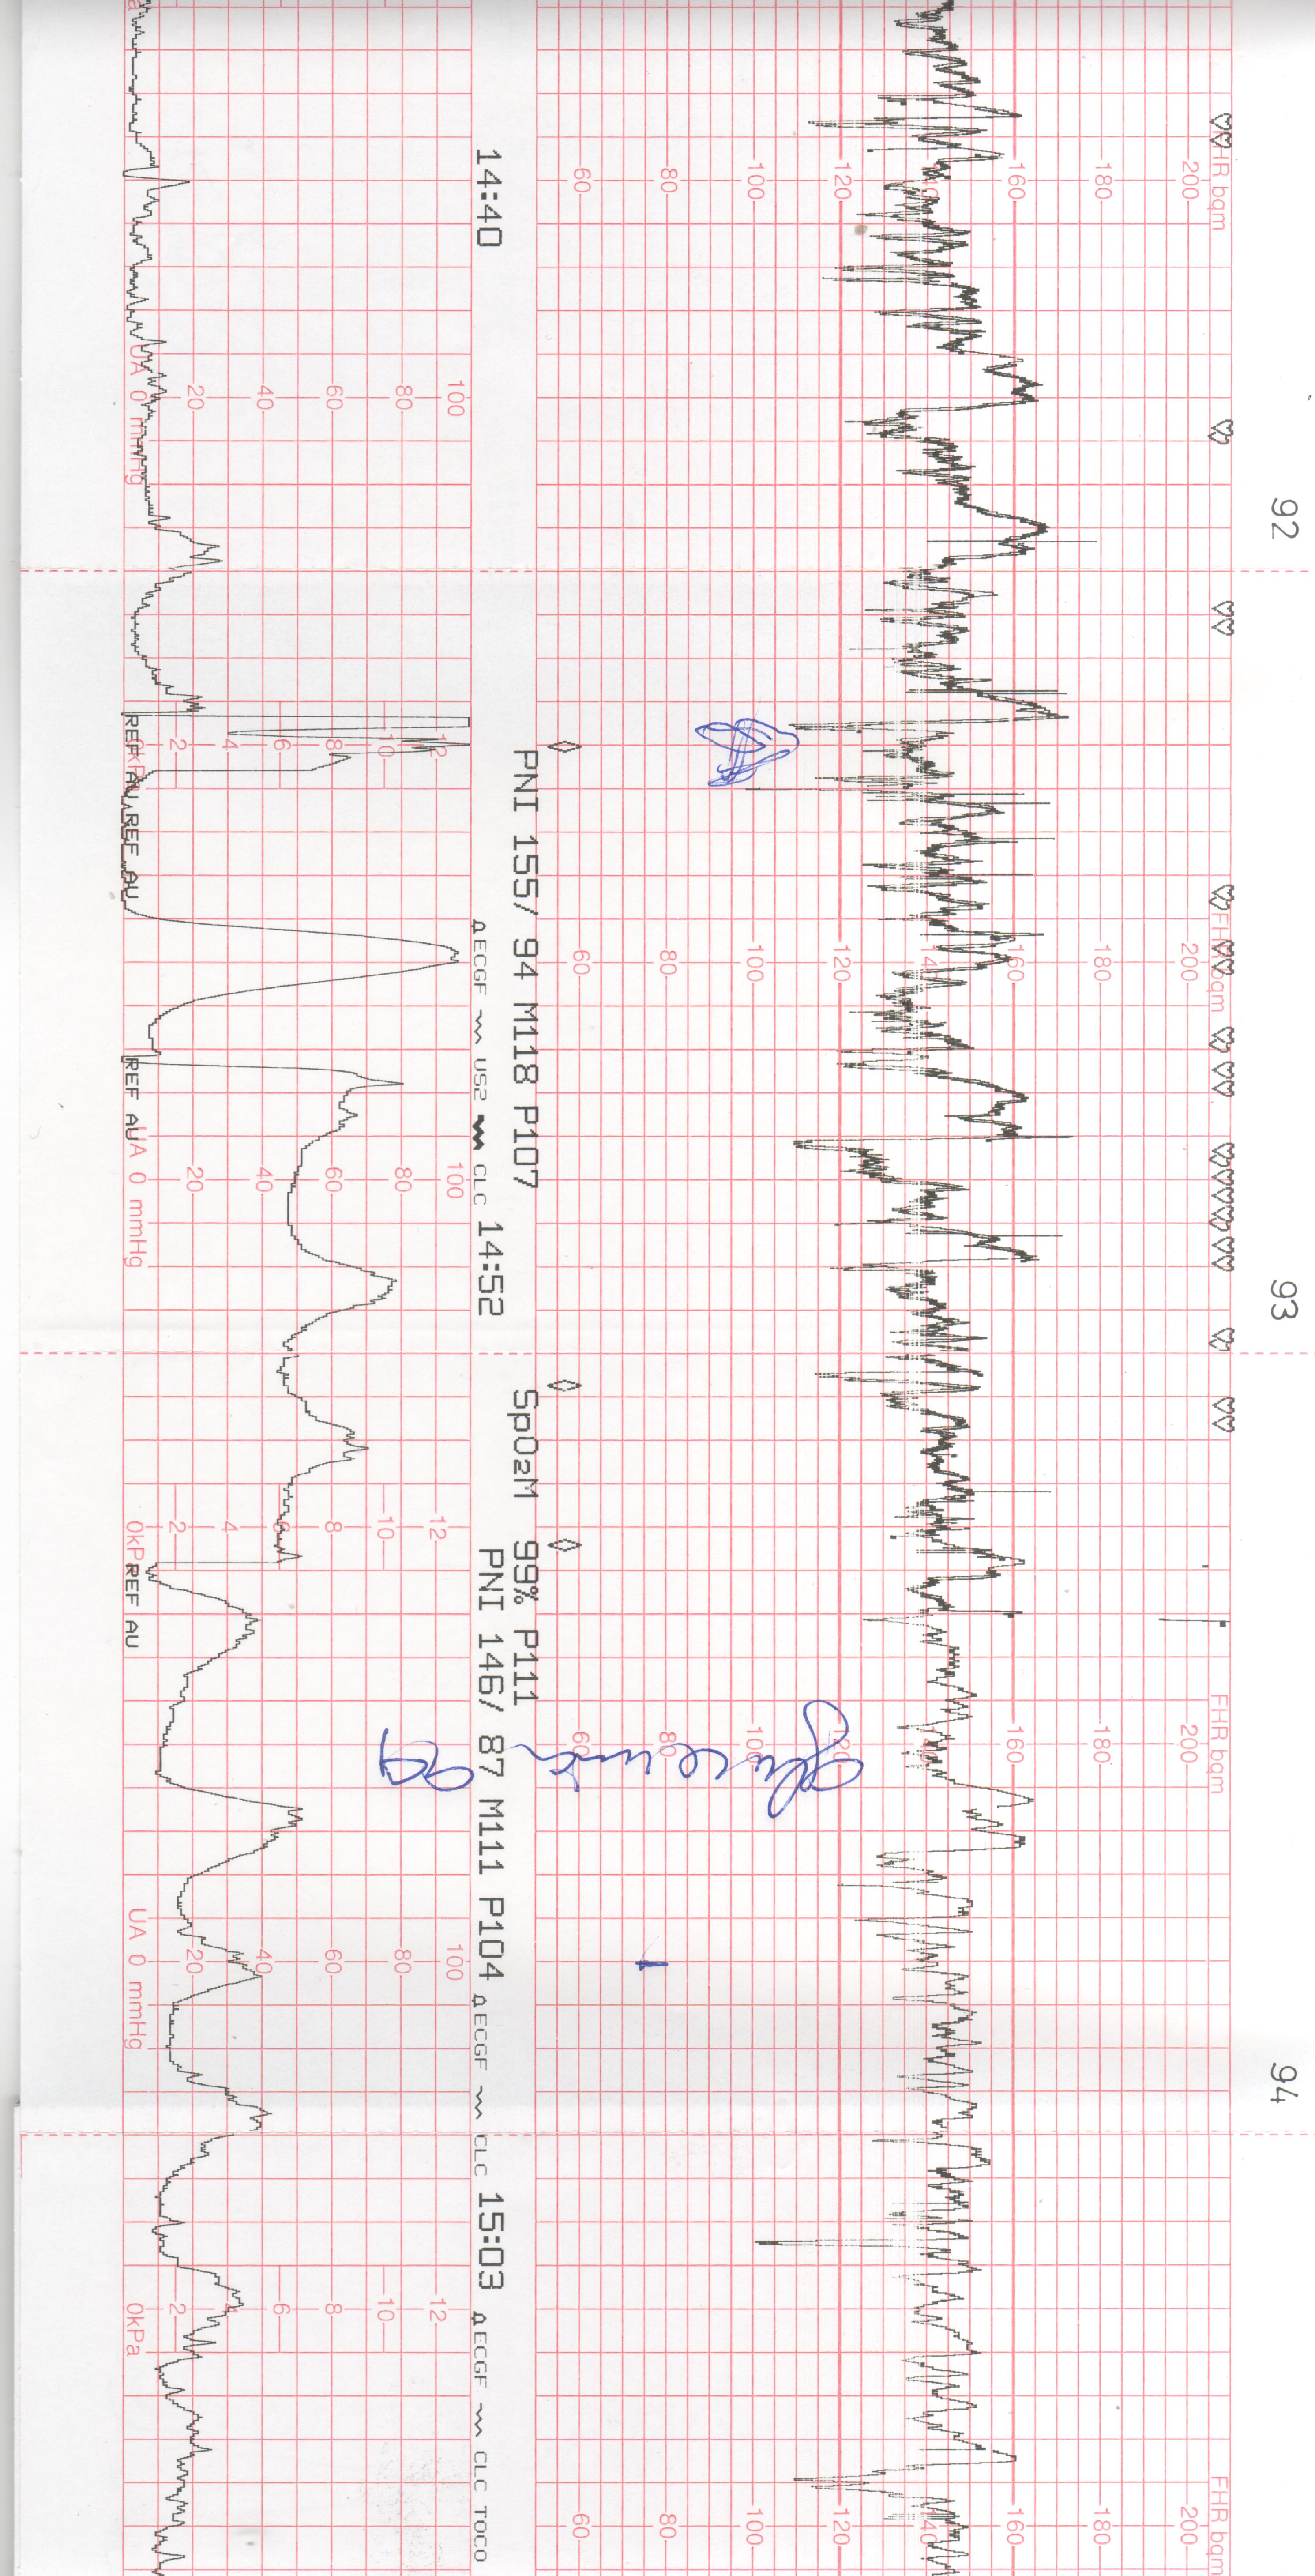 92 93 94
FHR bqm FHR bqm FHR bqm FHR bqm
200 200 200 200
180 180 180 180
160 160 160 160
140 140 140 140
120 120 120 120
100 100 100 100
80 80 80 80
60 60 60 60
PNI 155/ 94 M118 P107 SpO₂M 99% P111
14:40 ECGF US2 CLC 14:52 PNI 146/ 87 M111 P104 ECGF CLC 15:03 ECGF CLC TOCO
100 12 100 12 100 12
80 10 80 10 80 10
60 8 60 8 60 8
40 6 40 6 40 6
4 4 4
20 2 20 2 20 2
UA 0 mmHg 0kPa UA 0 mmHg 0kPa UA 0 mmHg 0kPa
REF AU REF AU REF AU REF AU